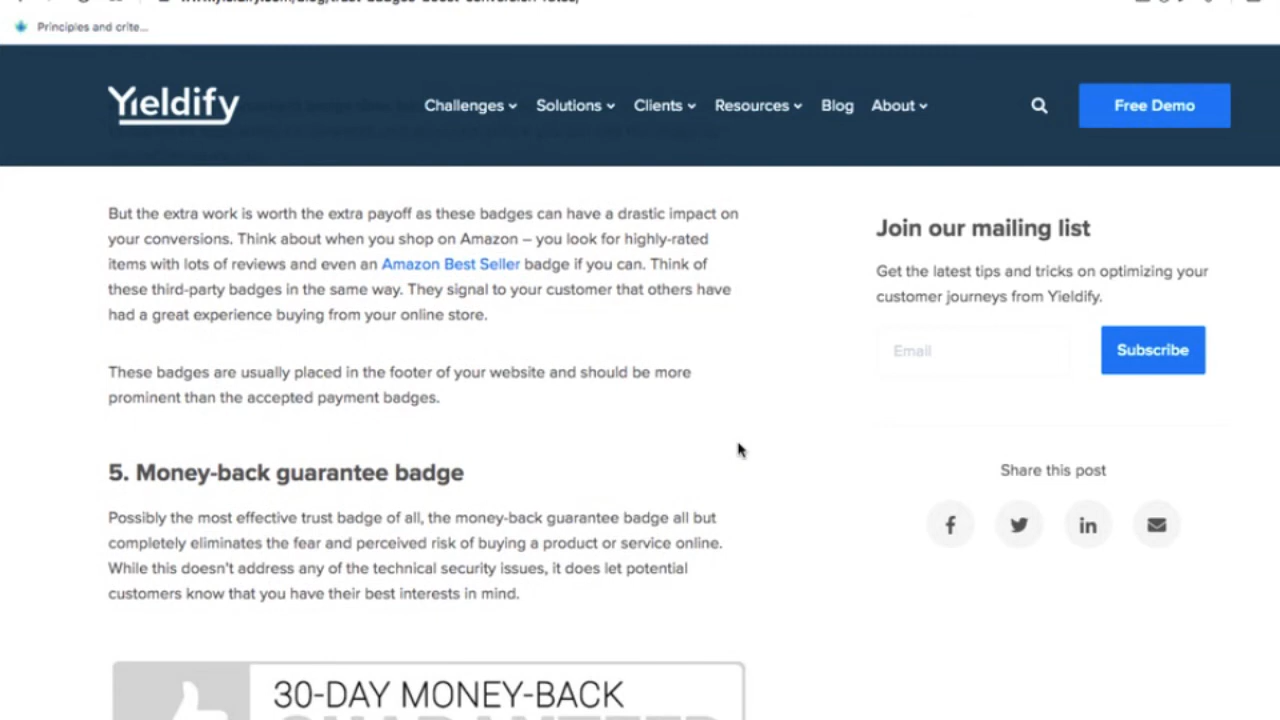 Principles and crite...
Yieldify
Challenges
Solutions
Clients
Resources
Blog
About
Free Demo
But the extra work is worth the extra payoff as these badges can have a drastic impact on
your conversions. Think about when you shop on Amazon – you look for highly-rated
items with lots of reviews and even an Amazon Best Seller badge if you can. Think of
these third-party badges in the same way. They signal to your customer that others have
had a great experience buying from your online store.
These badges are usually placed in the footer of your website and should be more
prominent than the accepted payment badges.
5. Money-back guarantee badge
Possibly the most effective trust badge of all, the money-back guarantee badge all but
completely eliminates the fear and perceived risk of buying a product or service online.
While this doesn't address any of the technical security issues, it does let potential
customers know that you have their best interests in mind.
30-DAY MONEY-BACK
Join our mailing list
Get the latest tips and tricks on optimizing your
customer journeys from Yieldify.
Email
Subscribe
Share this post